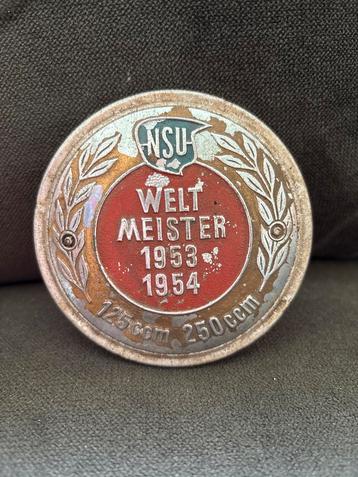 NSU
WELT
MEISTER
1953
1954
125ccm 250ccm